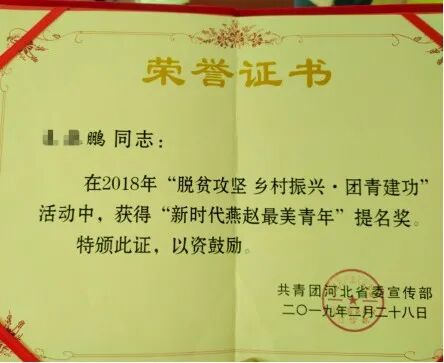 荣誉证书
鹏 同志：
在2018年“脱贫攻坚 乡村振兴·团青建功”
活动中，获得“新时代燕赵最美青年”提名奖。
特颁此证，以资鼓励。
共青团河北省委宣传部
二〇一九年二月二十八日